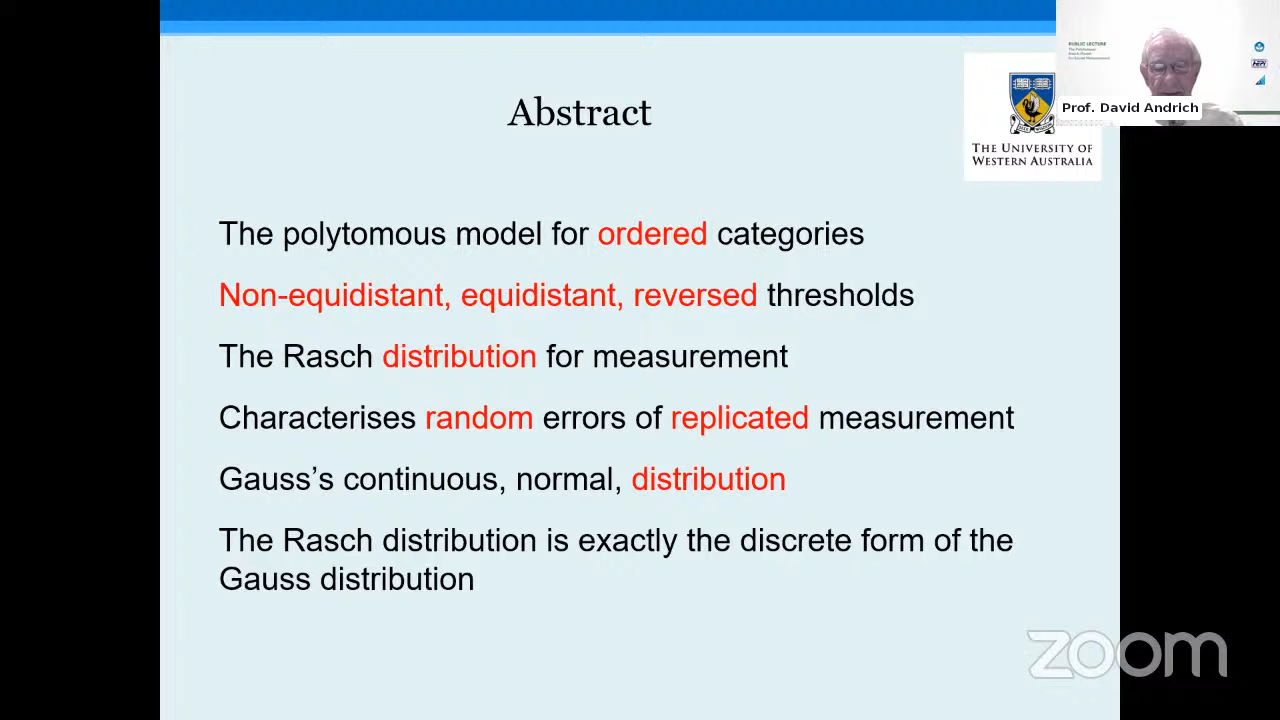 Abstract
PUBLIC LECTURE
Prof. David Andrich
THE UNIVERSITY OF
WESTERN AUSTRALIA
The polytomous model for ordered categories
Non-equidistant, equidistant, reversed thresholds
The Rasch distribution for measurement
Characterises random errors of replicated measurement
Gauss’s continuous, normal, distribution
The Rasch distribution is exactly the discrete form of the
Gauss distribution
zoom